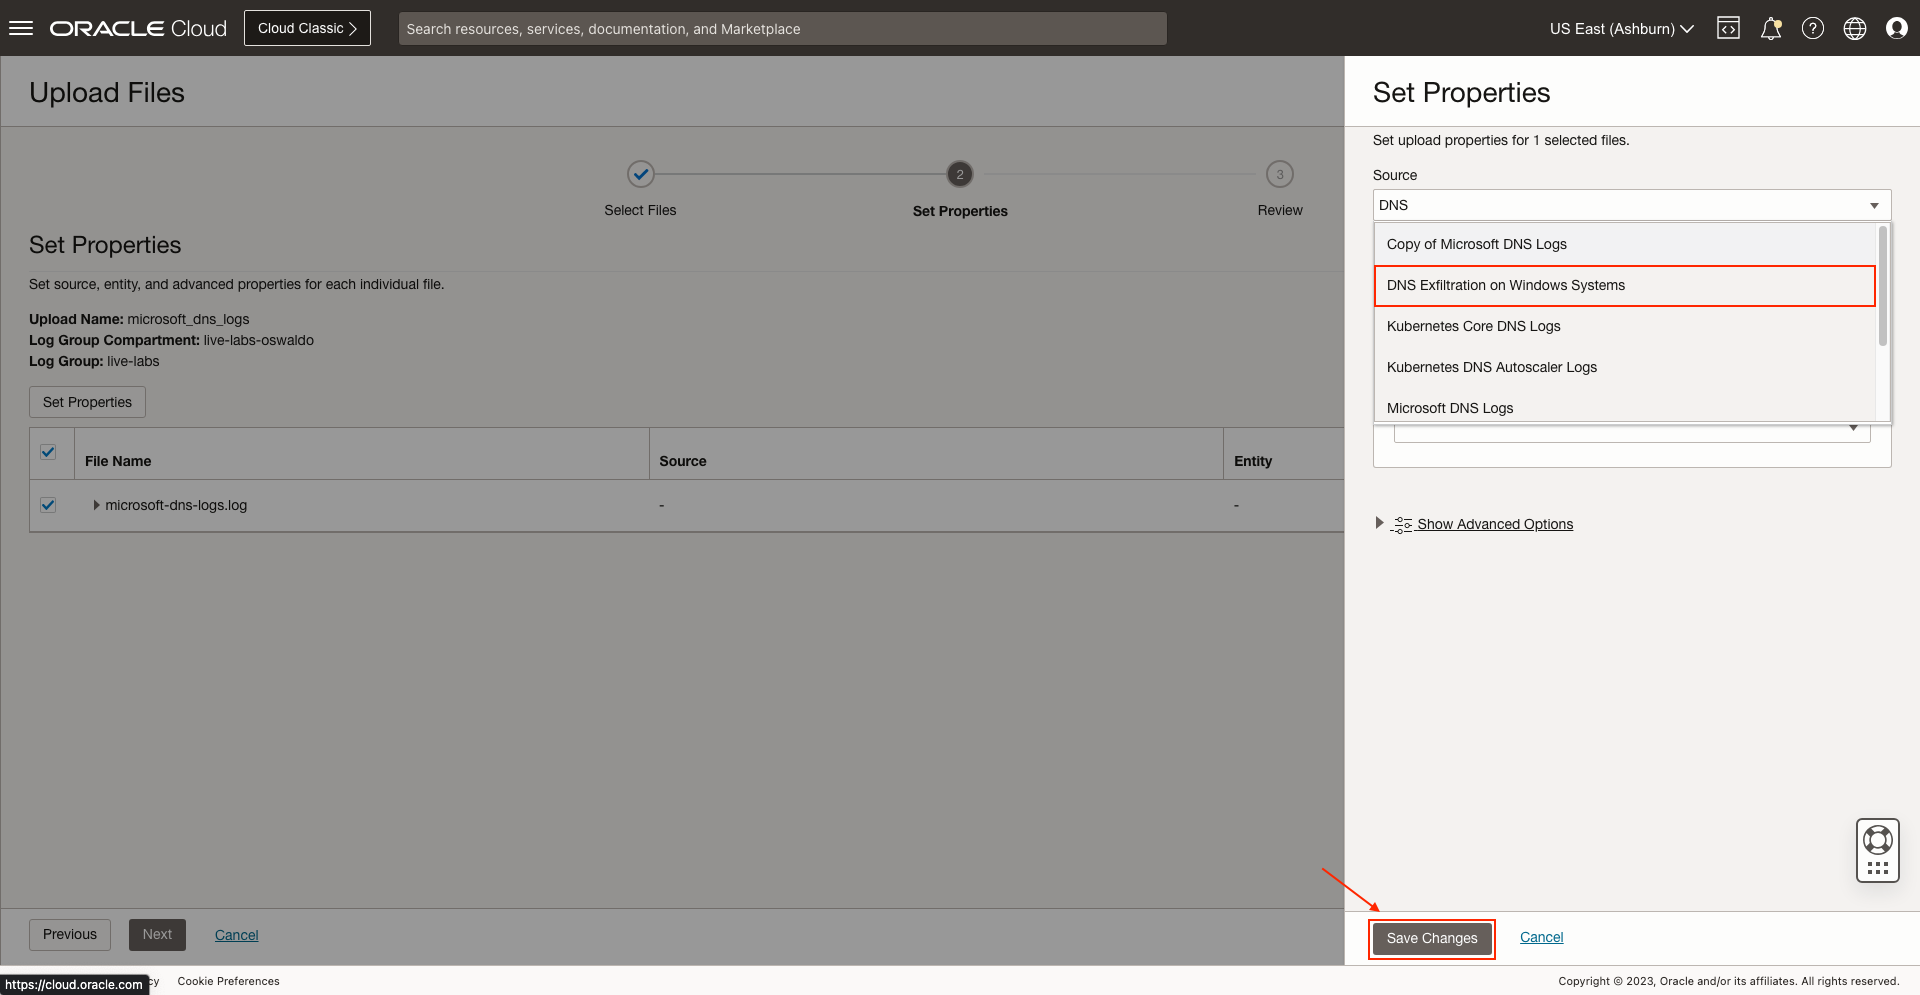 ORACLE Cloud
Cloud Classic
Search resources, services, documentation, and Marketplace
US East (Ashburn)
Upload Files
Select Files
2
Set Properties
3
Review
Set Properties
Set source, entity, and advanced properties for each individual file.
Upload Name: microsoft_dns_logs
Log Group Compartment: live-labs-oswaldo
Log Group: live-labs
Set Properties
File Name
Source
Entity
microsoft-dns-logs.log
-
-
Previous
Next
Cancel
Set Properties
Set upload properties for 1 selected files.
Source
DNS
Copy of Microsoft DNS Logs
DNS Exfiltration on Windows Systems
Kubernetes Core DNS Logs
Kubernetes DNS Autoscaler Logs
Microsoft DNS Logs
Show Advanced Options
Save Changes
Cancel
https://cloud.oracle.com
cy
Cookie Preferences
Copyright © 2023, Oracle and/or its affiliates. All rights reserved.